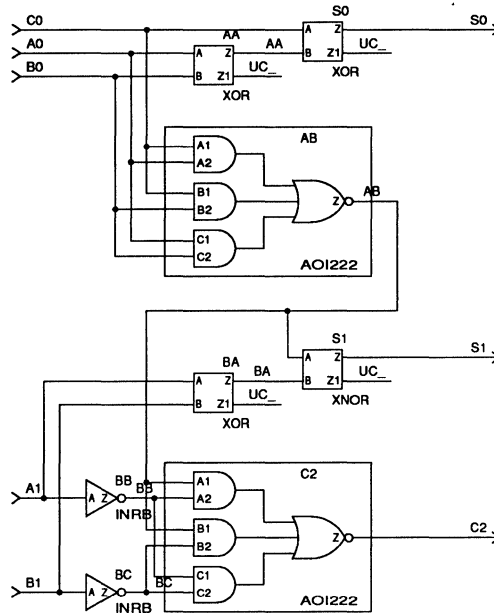 C0 S0 S0
A0 AA AA A Z
B0 A Z B Z1 UC_
B Z1 UC_ XOR
XOR
AB
A1
A2
B1 Z AB
B2
C1
C2 AOI222
S1 S1
BA BA A Z
A Z B Z1 UC_
B Z1 UC_ XNOR
XOR
C2
A1 A Z BB BB A1
INRB A2
B1 Z C2
B2
B1 A Z BC BC C1
INRB C2
AOI222